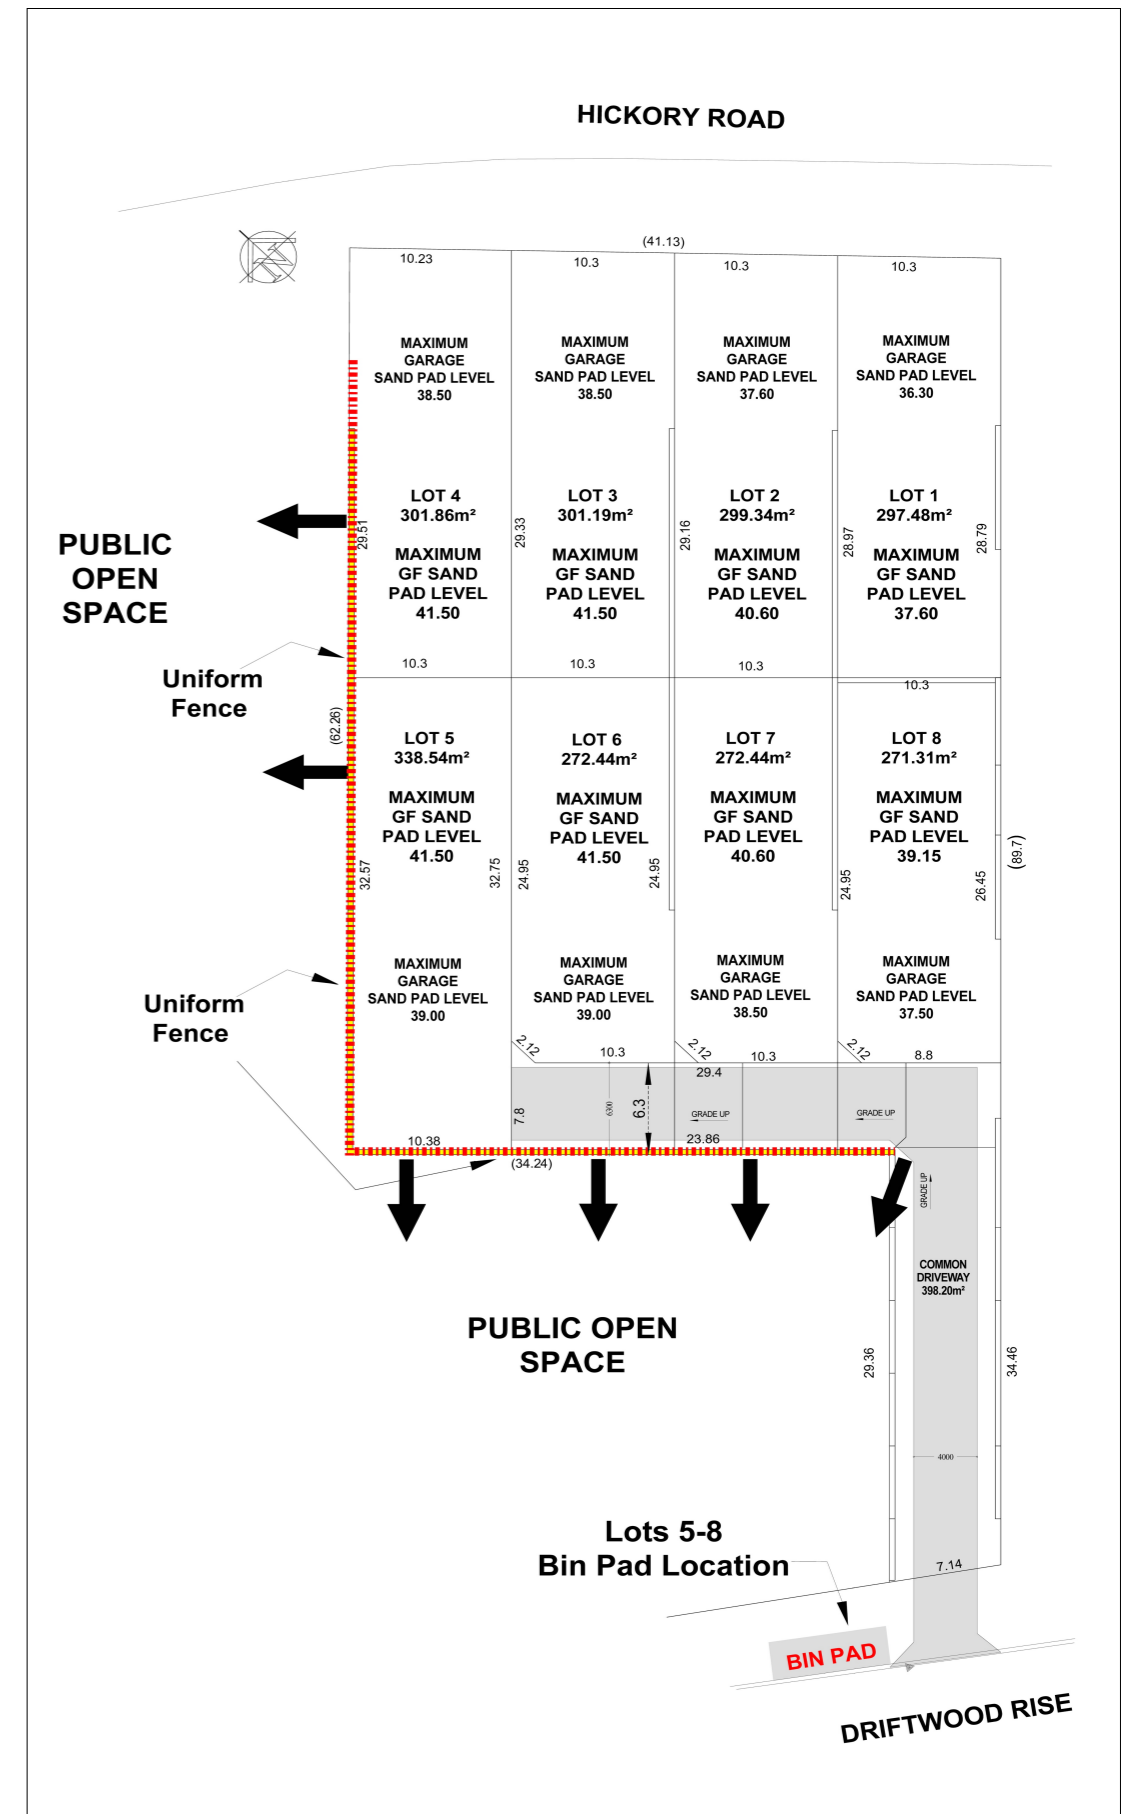 HICKORY ROAD
(41.13)
10.23
10.3
10.3
10.3
MAXIMUM
GARAGE
SAND PAD LEVEL
38.50
MAXIMUM
GARAGE
SAND PAD LEVEL
38.50
MAXIMUM
GARAGE
SAND PAD LEVEL
37.60
MAXIMUM
GARAGE
SAND PAD LEVEL
36.30
LOT 4
301.86m²
LOT 3
301.19m²
LOT 2
299.34m²
LOT 1
297.48m²
29.51
29.33
29.16
28.97
28.79
PUBLIC
OPEN
SPACE
MAXIMUM
GF SAND
PAD LEVEL
41.50
MAXIMUM
GF SAND
PAD LEVEL
41.50
MAXIMUM
GF SAND
PAD LEVEL
40.60
MAXIMUM
GF SAND
PAD LEVEL
37.60
Uniform
Fence
10.3
10.3
10.3
10.3
(62.26)
LOT 5
338.54m²
LOT 6
272.44m²
LOT 7
272.44m²
LOT 8
271.31m²
MAXIMUM
GF SAND
PAD LEVEL
41.50
MAXIMUM
GF SAND
PAD LEVEL
41.50
MAXIMUM
GF SAND
PAD LEVEL
40.60
MAXIMUM
GF SAND
PAD LEVEL
39.15
(89.7)
32.57
32.75
24.95
24.95
24.95
26.45
Uniform
Fence
MAXIMUM
GARAGE
SAND PAD LEVEL
39.00
MAXIMUM
GARAGE
SAND PAD LEVEL
39.00
MAXIMUM
GARAGE
SAND PAD LEVEL
38.50
MAXIMUM
GARAGE
SAND PAD LEVEL
37.50
2.12
10.3
2.12
10.3
2.12
8.8
29.4
7.8
6300
6.3
GRADE UP
GRADE UP
10.38
23.86
(34.24)
GRADE UP
COMMON
DRIVEWAY
398.20m²
PUBLIC OPEN
SPACE
29.36
34.46
4000
Lots 5-8
Bin Pad Location
7.14
BIN PAD
DRIFTWOOD RISE